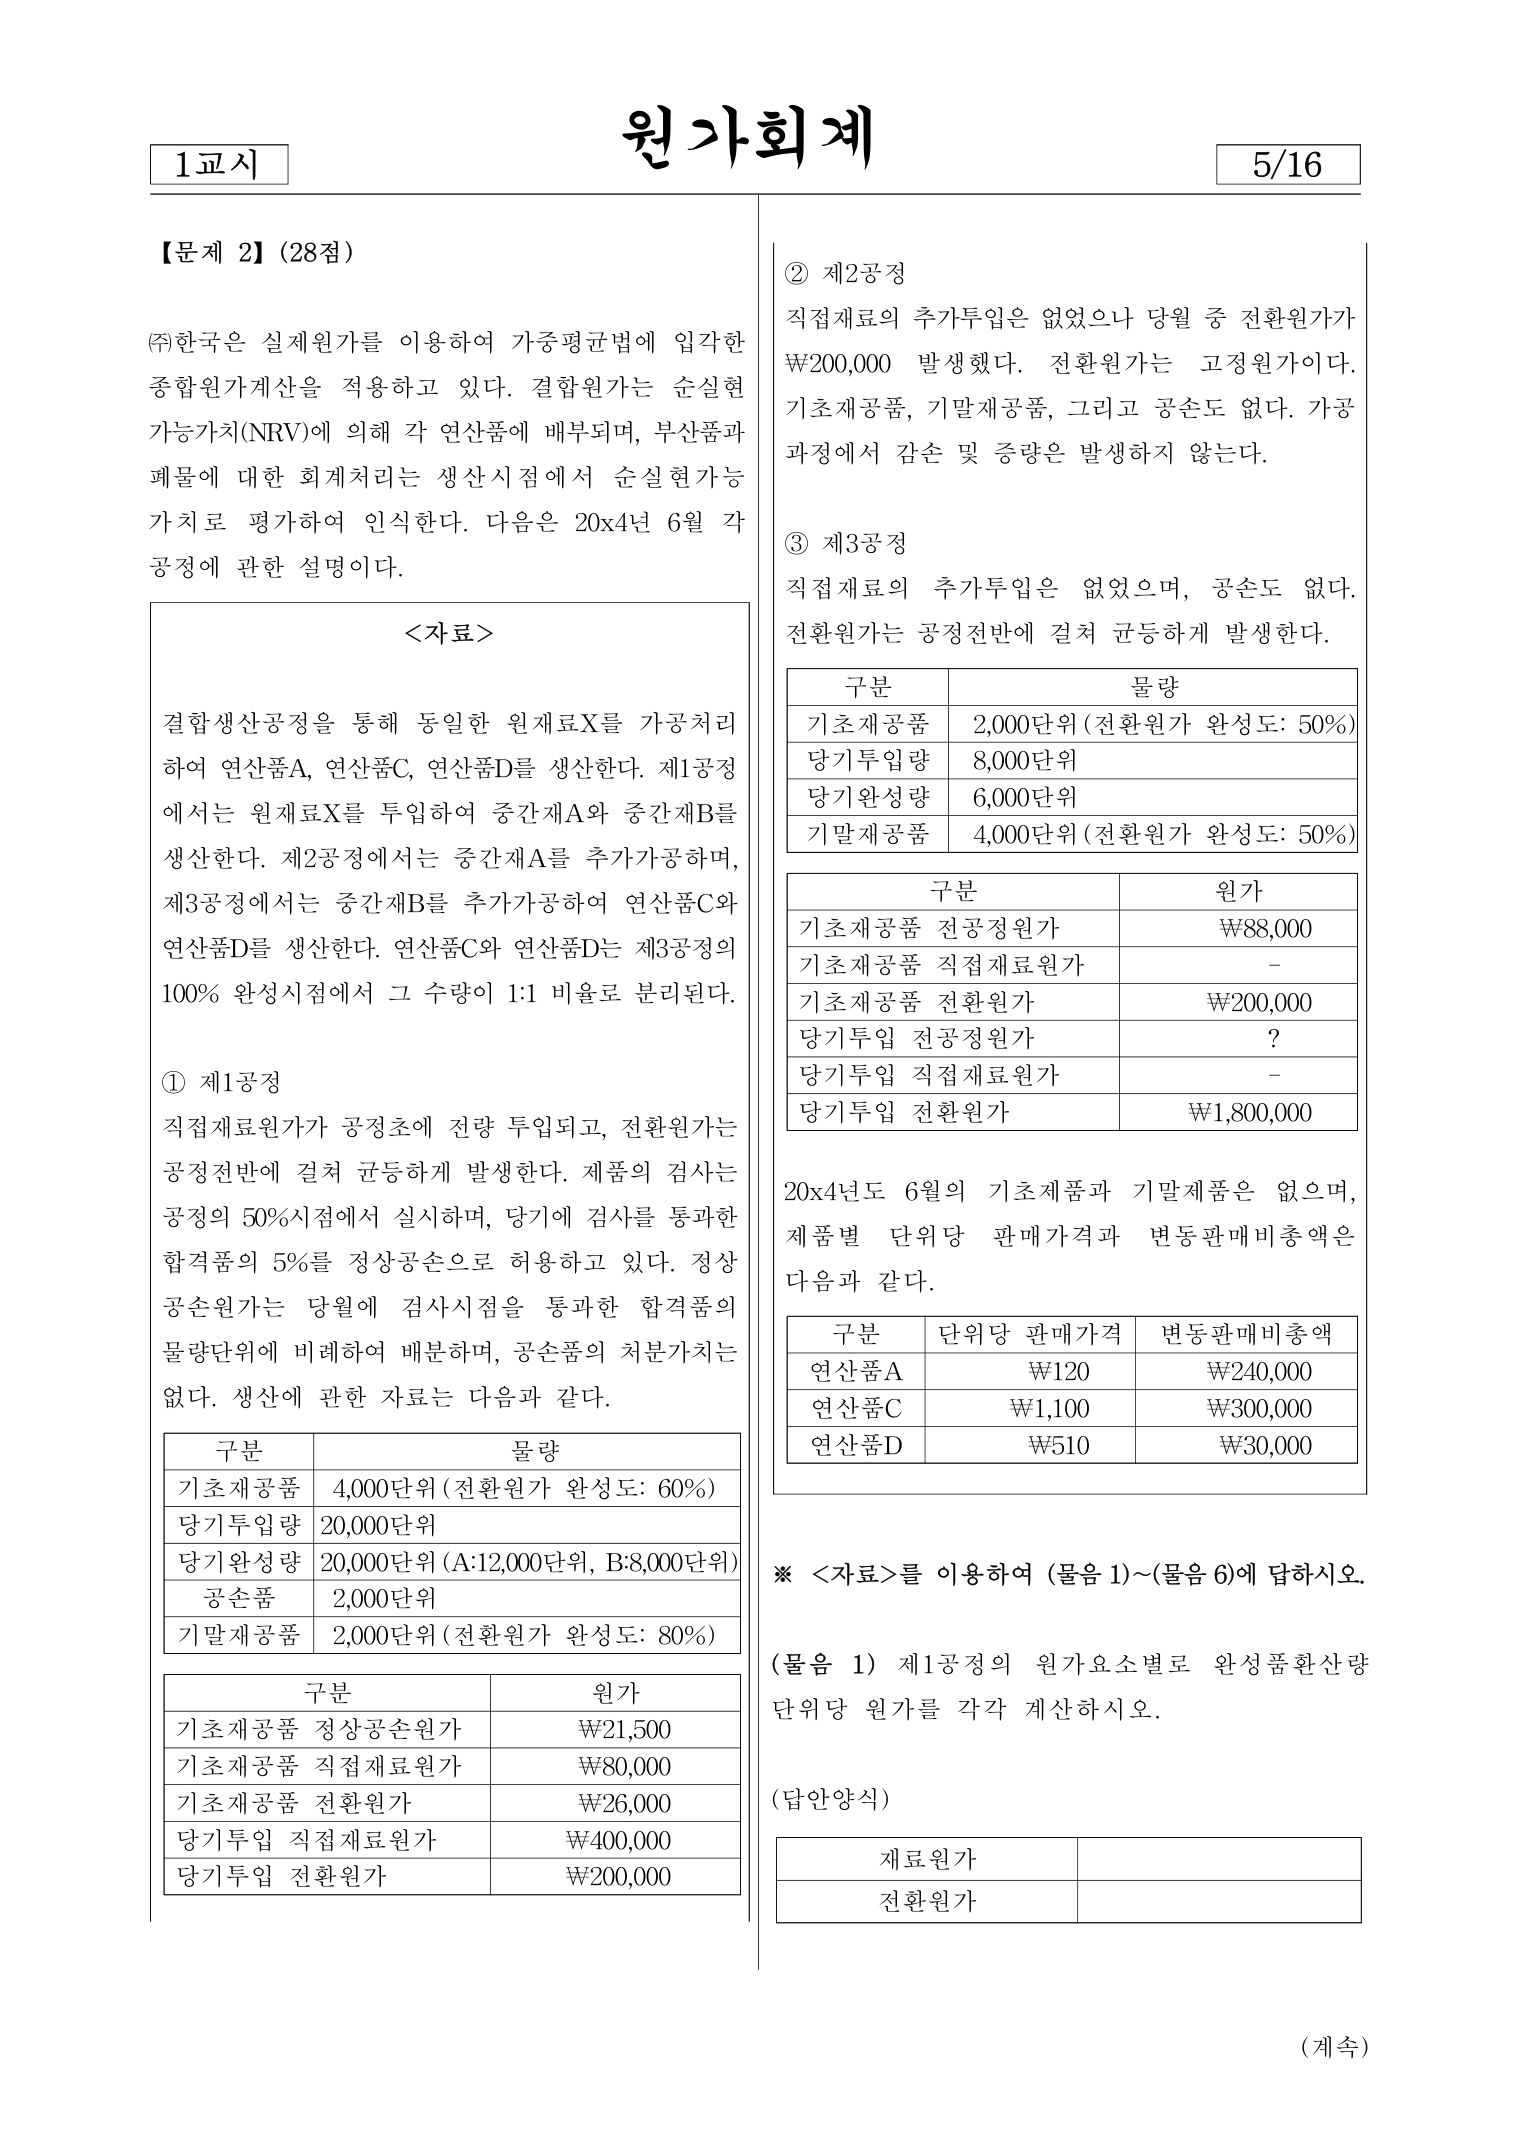 원가회계
1교시
5/16
【문제 2】 (28점)
㈜한국은 실제원가를 이용하여 가중평균법에 입각한
종합원가계산을 적용하고 있다. 결합원가는 순실현
가능가치(NRV)에 의해 각 연산품에 배부되며, 부산품과
폐물에 대한 회계처리는 생산시점에서 순실현가능
가치로 평가하여 인식한다. 다음은 20x4년 6월 각
공정에 관한 설명이다.
<자료>
결합생산공정을 통해 동일한 원재료X를 가공처리
하여 연산품A, 연산품C, 연산품D를 생산한다. 제1공정
에서는 원재료X를 투입하여 중간재A와 중간재B를
생산한다. 제2공정에서는 중간재A를 추가가공하며,
제3공정에서는 중간재B를 추가가공하여 연산품C와
연산품D를 생산한다. 연산품C와 연산품D는 제3공정의
100% 완성시점에서 그 수량이 1:1 비율로 분리된다.
① 제1공정
직접재료원가가 공정초에 전량 투입되고, 전환원가는
공정전반에 걸쳐 균등하게 발생한다. 제품의 검사는
공정의 50%시점에서 실시하며, 당기에 검사를 통과한
합격품의 5%를 정상공손으로 허용하고 있다. 정상
공손원가는 당월에 검사시점을 통과한 합격품의
물량단위에 비례하여 배분하며, 공손품의 처분가치는
없다. 생산에 관한 자료는 다음과 같다.
구분 물량
기초재공품 4,000단위(전환원가 완성도: 60%)
당기투입량 20,000단위
당기완성량 20,000단위(A:12,000단위, B:8,000단위)
공손품 2,000단위
기말재공품 2,000단위(전환원가 완성도: 80%)
구분 원가
기초재공품 정상공손원가 ₩21,500
기초재공품 직접재료원가 ₩80,000
기초재공품 전환원가 ₩26,000
당기투입 직접재료원가 ₩400,000
당기투입 전환원가 ₩200,000
② 제2공정
직접재료의 추가투입은 없었으나 당월 중 전환원가가
₩200,000 발생했다. 전환원가는 고정원가이다.
기초재공품, 기말재공품, 그리고 공손도 없다. 가공
과정에서 감손 및 증량은 발생하지 않는다.
③ 제3공정
직접재료의 추가투입은 없었으며, 공손도 없다.
전환원가는 공정전반에 걸쳐 균등하게 발생한다.
구분 물량
기초재공품 2,000단위(전환원가 완성도: 50%)
당기투입량 8,000단위
당기완성량 6,000단위
기말재공품 4,000단위(전환원가 완성도: 50%)
구분 원가
기초재공품 전공정원가 ₩88,000
기초재공품 직접재료원가 –
기초재공품 전환원가 ₩200,000
당기투입 전공정원가 ?
당기투입 직접재료원가 –
당기투입 전환원가 ₩1,800,000
20x4년도 6월의 기초제품과 기말제품은 없으며,
제품별 단위당 판매가격과 변동판매비총액은
다음과 같다.
구분 단위당 판매가격 변동판매비총액
연산품A ₩120 ₩240,000
연산품C ₩1,100 ₩300,000
연산품D ₩510 ₩30,000
※ <자료>를 이용하여 (물음 1)~(물음 6)에 답하시오.
(물음 1) 제1공정의 원가요소별로 완성품환산량
단위당 원가를 각각 계산하시오.
(답안양식)
재료원가
전환원가
(계속)